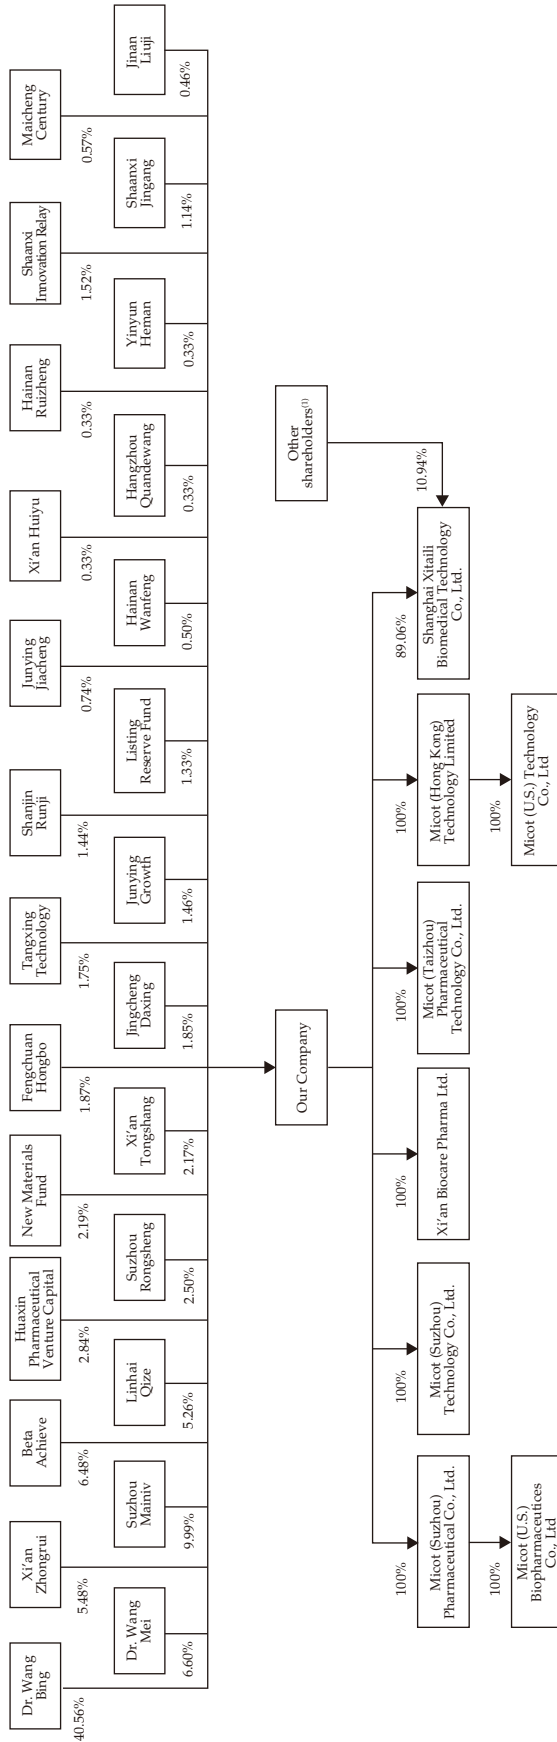 Dr. Wang
Bing
40.56%
Dr. Wang
Mei
6.60%
Xi'an
Zhongrui
5.48%
Suzhou
Mainiv
9.99%
Beta
Achieve
6.48%
Linhai
Qize
5.26%
Huaxin
Pharmaceutical
Venture Capital
2.84%
Suzhou
Rongsheng
2.50%
New Materials
Fund
2.19%
Xi'an
Tongshang
2.17%
Fengchuan
Hongbo
1.87%
Jingcheng
Daxing
1.85%
Tangxing
Technology
1.75%
Junying
Growth
1.46%
Shanjin
Runji
1.44%
Listing
Reserve Fund
1.33%
Junying
Jiacheng
0.74%
Hainan
Wanfeng
0.50%
Xi'an Huiyu
0.33%
Hangzhou
Quandewang
0.33%
Hainan
Ruizheng
0.33%
Yinyun
Heman
0.33%
Shaanxi
Innovation Relay
1.52%
Shaanxi
Jingang
1.14%
Maicheng
Century
0.57%
Jinan
Liuji
0.46%
Our Company
Other
shareholders(1)
100%
Micot (Suzhou)
Pharmaceutical Co., Ltd.
100%
Micot (Suzhou)
Technology Co., Ltd.
100%
Xi'an Biocare Pharma Ltd.
100%
Micot (Taizhou)
Pharmaceutical
Technology Co., Ltd.
100%
Micot (Hong Kong)
Technology Limited
89.06%
10.94%
Shanghai Xitaili
Biomedical Technology
Co., Ltd.
100%
Micot (U.S.)
Biopharmaceutices
Co., Ltd
100%
Micot (U.S.) Technology
Co., Ltd